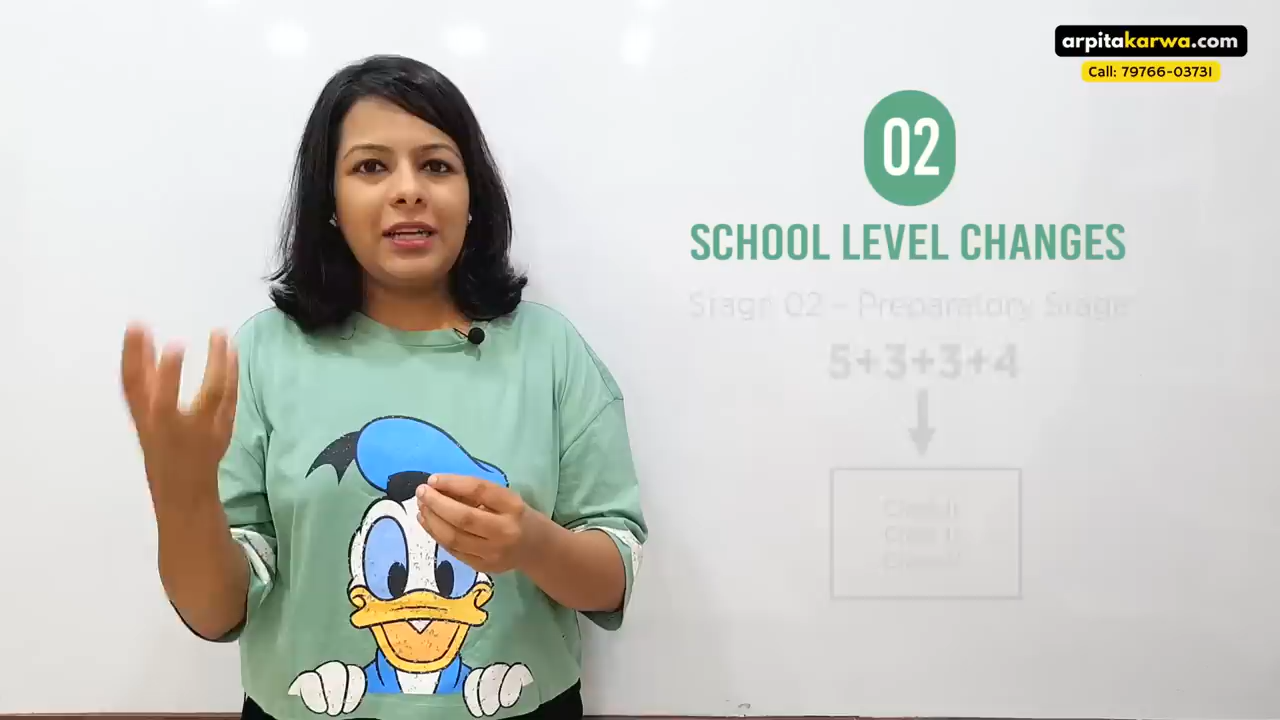 arpitakarwa.com
Call: 79766-03731
02
SCHOOL LEVEL CHANGES
Stage 02 - Preparatory Stage
5+3+3+4